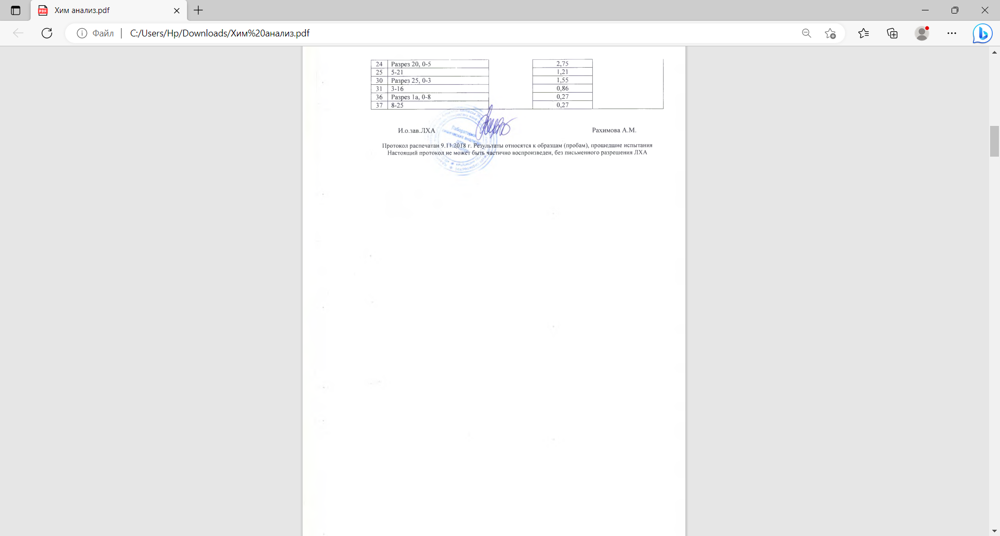 Хим анализ.pdf
Файл C:/Users/Hp/Downloads/Хим%20анализ.pdf
24 Разрез 20, 0-5 2,75
25 5-21 1,21
30 Разрез 25, 0-3 1,55
31 3-16 0,86
36 Разрез 1а, 0-8 0,27
37 8-25 0,27
И.о.зав.ЛХА Рахимова А.М.
Протокол распечатан 9.11.2018 г. Результаты относятся к образцам (пробам), прошедшие испытания
Настоящий протокол не может быть частично воспроизведен, без письменного разрешения ЛХА
Лаборатория
химических анализов